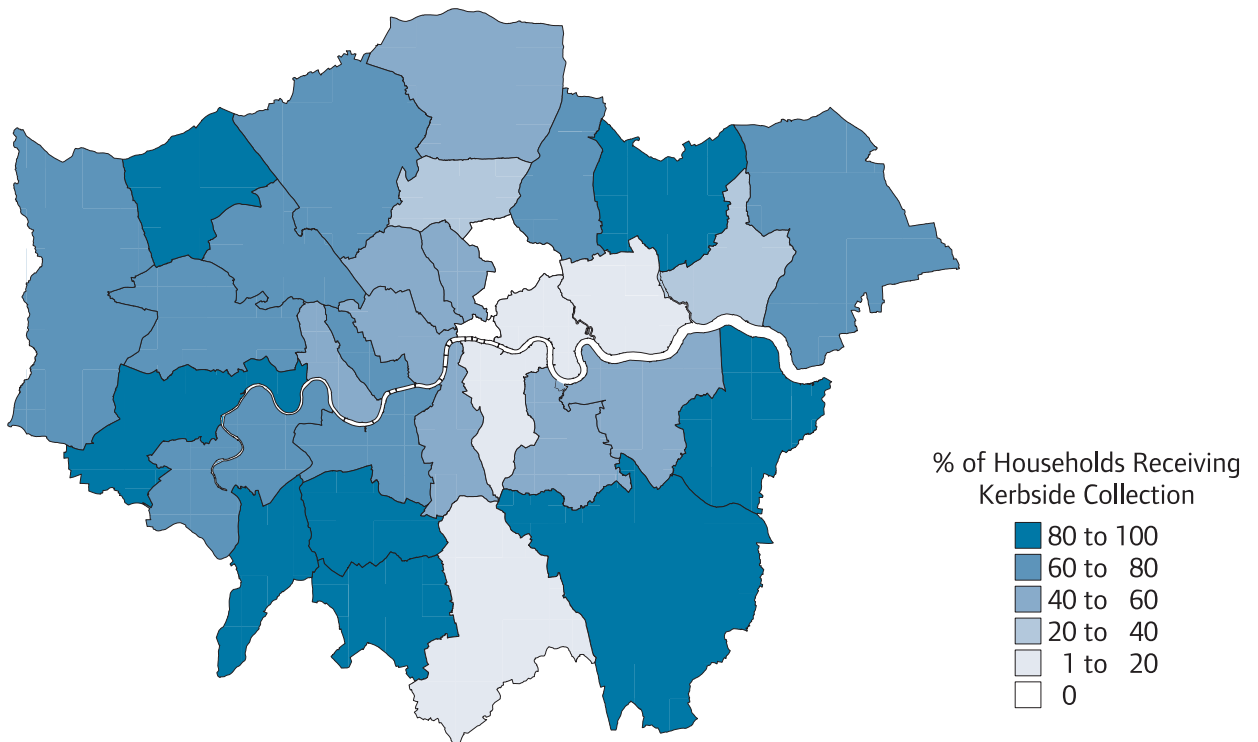 % of Households Receiving
Kerbside Collection
80 to 100
60 to 80
40 to 60
20 to 40
1 to 20
0